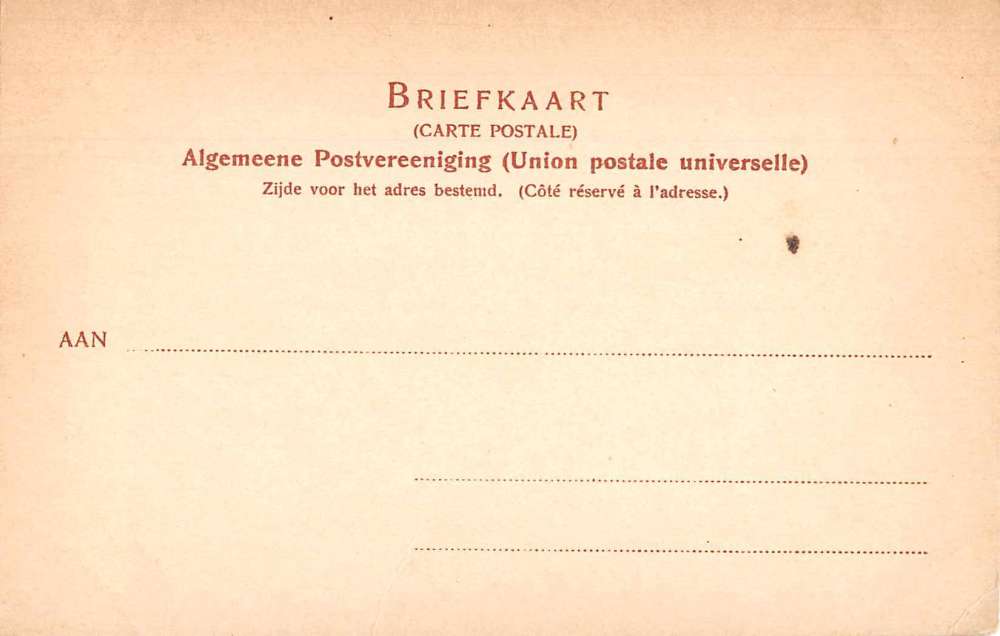 BRIEFKAART
(CARTE POSTALE)
Algemeene Postvereeniging (Union postale universelle)
Zijde voor het adres bestemd. (Côté réservé à l'adresse.)
AAN